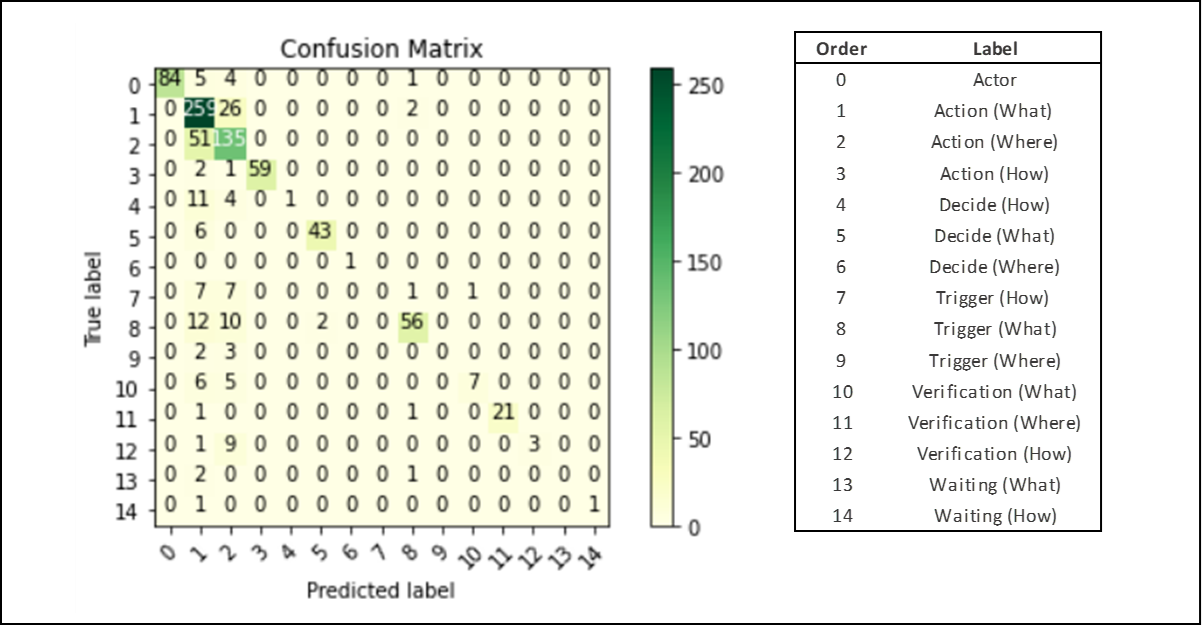 Confusion Matrix
0 84 5 4 0 0 0 0 0 1 0 0 0 0 0 0
1 0 259 26 0 0 0 0 0 2 0 0 0 0 0 0
2 0 51 135 0 0 0 0 0 0 0 0 0 0 0 0
3 0 2 1 59 0 0 0 0 0 0 0 0 0 0 0
4 0 11 4 0 1 0 0 0 0 0 0 0 0 0 0
5 0 6 0 0 0 43 0 0 0 0 0 0 0 0 0
6 0 0 0 0 0 0 1 0 0 0 0 0 0 0 0
7 0 7 7 0 0 0 0 0 1 0 1 0 0 0 0
8 0 12 10 0 0 2 0 0 56 0 0 0 0 0 0
9 0 2 3 0 0 0 0 0 0 0 0 0 0 0 0
10 0 6 5 0 0 0 0 0 0 0 7 0 0 0 0
11 0 1 0 0 0 0 0 0 1 0 0 21 0 0 0
12 0 1 9 0 0 0 0 0 0 0 0 0 3 0 0
13 0 2 0 0 0 0 0 0 1 0 0 0 0 0 0
14 0 1 0 0 0 0 0 0 0 0 0 0 0 0 1
0 1 2 3 4 5 6 7 8 9 10 11 12 13 14
Predicted label
True label
250
200
150
100
50
0
Order Label
0 Actor
1 Action (What)
2 Action (Where)
3 Action (How)
4 Decide (How)
5 Decide (What)
6 Decide (Where)
7 Trigger (How)
8 Trigger (What)
9 Trigger (Where)
10 Verification (What)
11 Verification (Where)
12 Verification (How)
13 Waiting (What)
14 Waiting (How)